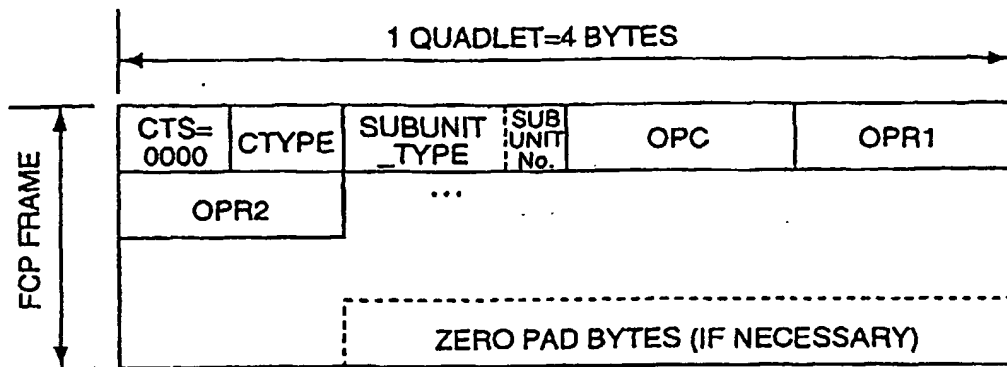 1 QUADLET=4 BYTES
FCP FRAME
CTS=
0000
CTYPE
SUBUNIT
_TYPE
SUB
UNIT
No.
OPC
OPR1
OPR2
...
ZERO PAD BYTES (IF NECESSARY)